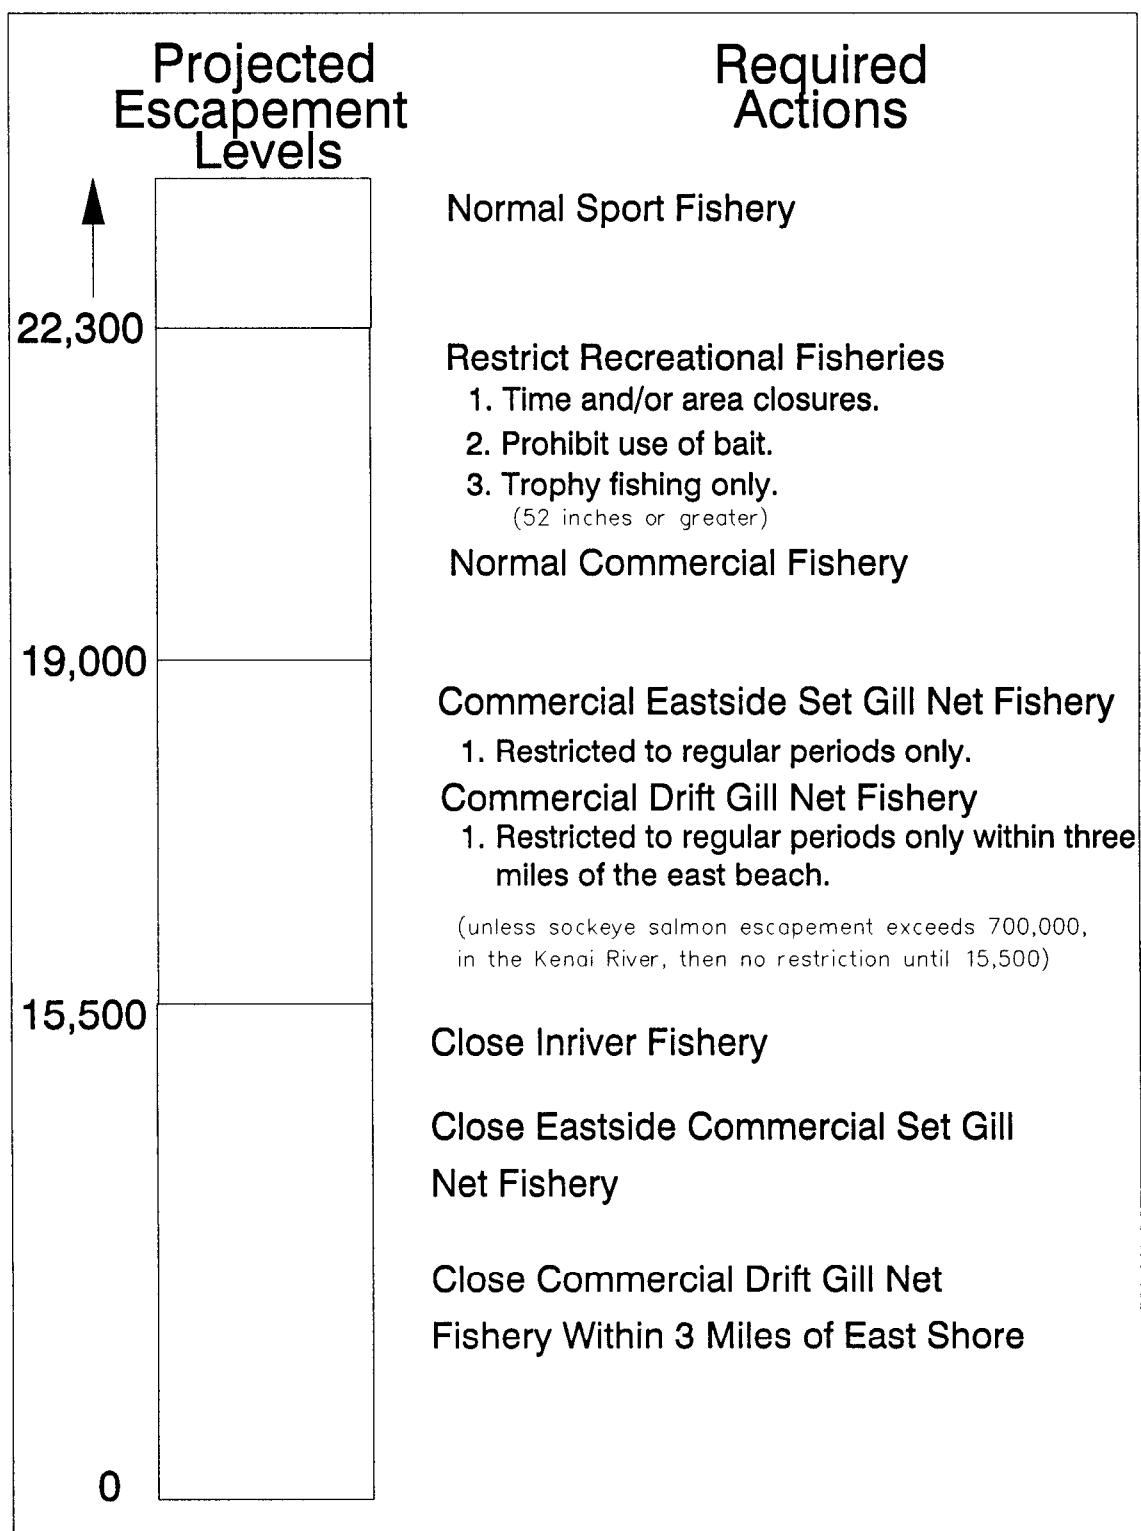 Projected
Escapement
Levels
Required
Actions
Normal Sport Fishery
22,300
Restrict Recreational Fisheries
1. Time and/or area closures.
2. Prohibit use of bait.
3. Trophy fishing only.
(52 inches or greater)
Normal Commercial Fishery
19,000
Commercial Eastside Set Gill Net Fishery
1. Restricted to regular periods only.
Commercial Drift Gill Net Fishery
1. Restricted to regular periods only within three
miles of the east beach.
(unless sockeye salmon escapement exceeds 700,000,
in the Kenai River, then no restriction until 15,500)
15,500
Close Inriver Fishery
Close Eastside Commercial Set Gill
Net Fishery
Close Commercial Drift Gill Net
Fishery Within 3 Miles of East Shore
0